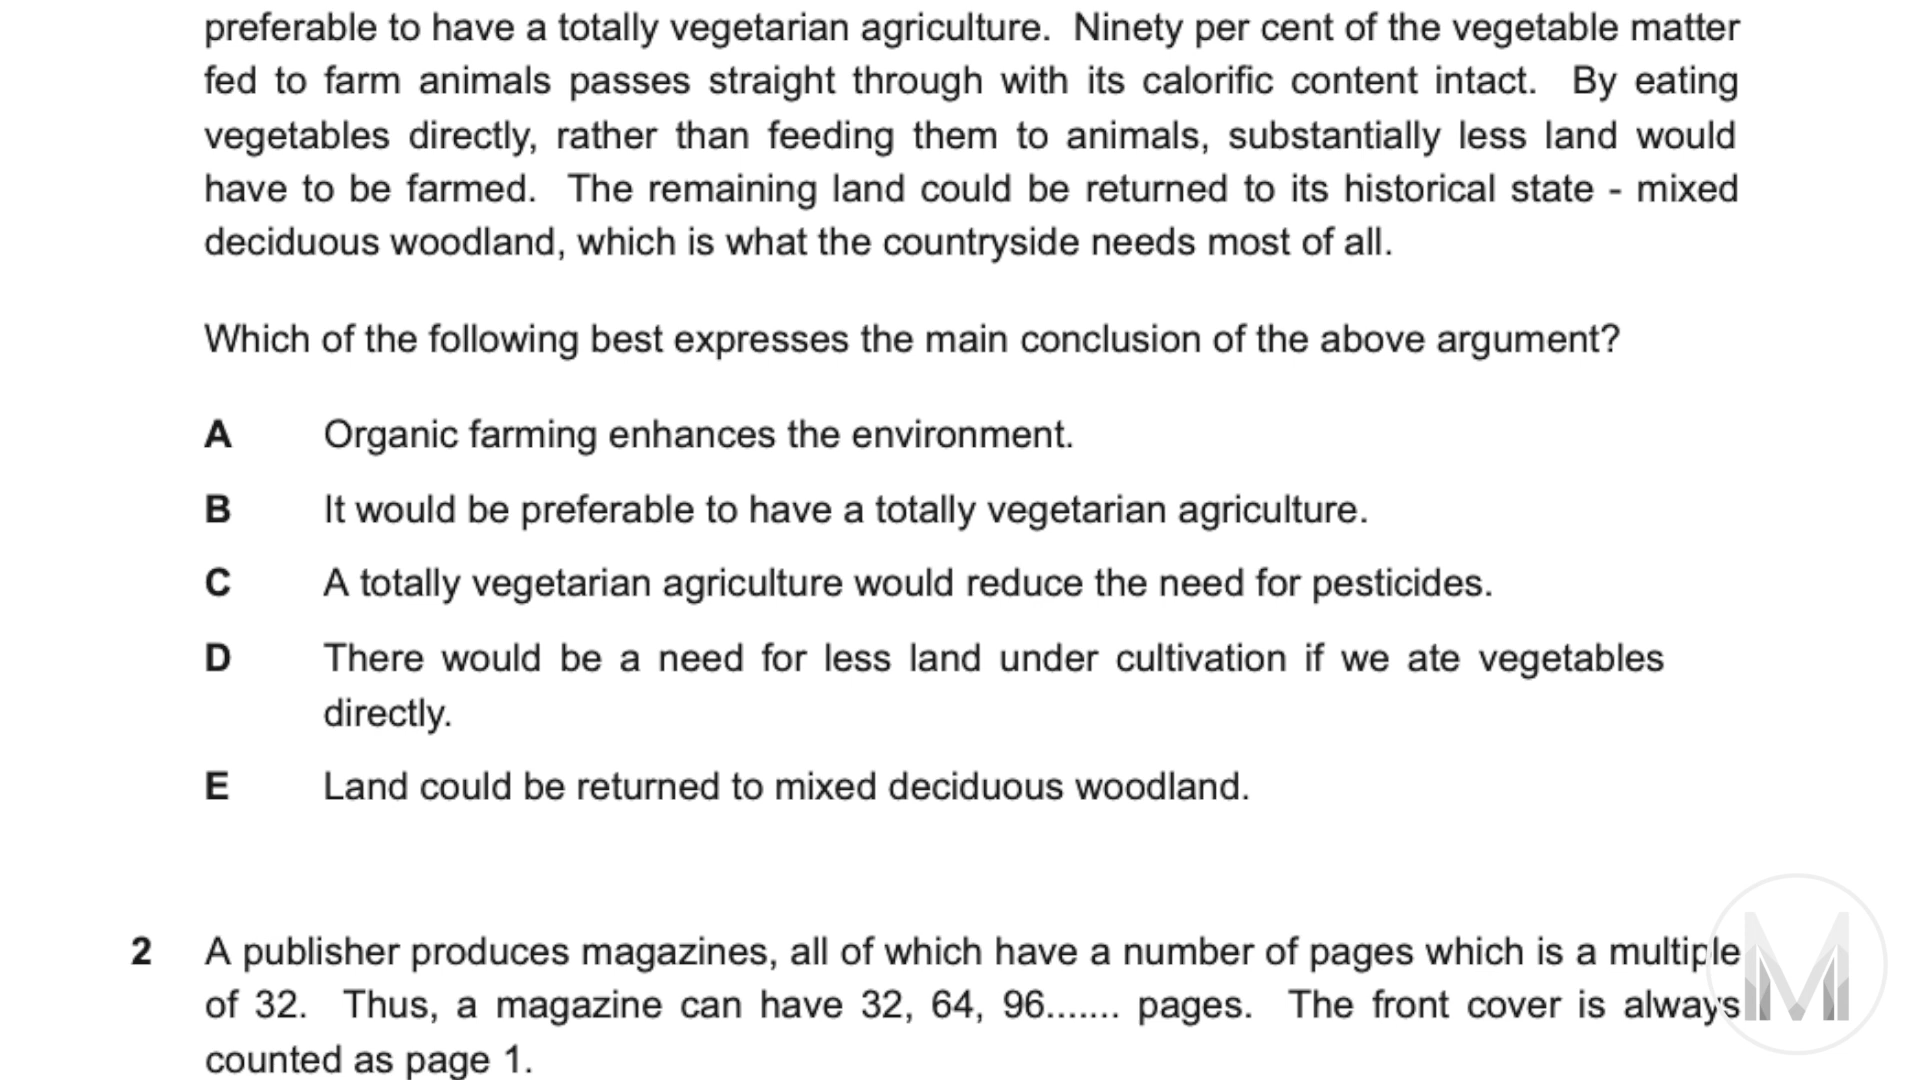 preferable to have a totally vegetarian agriculture. Ninety per cent of the vegetable matter
fed to farm animals passes straight through with its calorific content intact. By eating
vegetables directly, rather than feeding them to animals, substantially less land would
have to be farmed. The remaining land could be returned to its historical state - mixed
deciduous woodland, which is what the countryside needs most of all.
Which of the following best expresses the main conclusion of the above argument?
A Organic farming enhances the environment.
B It would be preferable to have a totally vegetarian agriculture.
C A totally vegetarian agriculture would reduce the need for pesticides.
D There would be a need for less land under cultivation if we ate vegetables
directly.
E Land could be returned to mixed deciduous woodland.
2 A publisher produces magazines, all of which have a number of pages which is a multiple
of 32. Thus, a magazine can have 32, 64, 96....... pages. The front cover is always
counted as page 1.
M